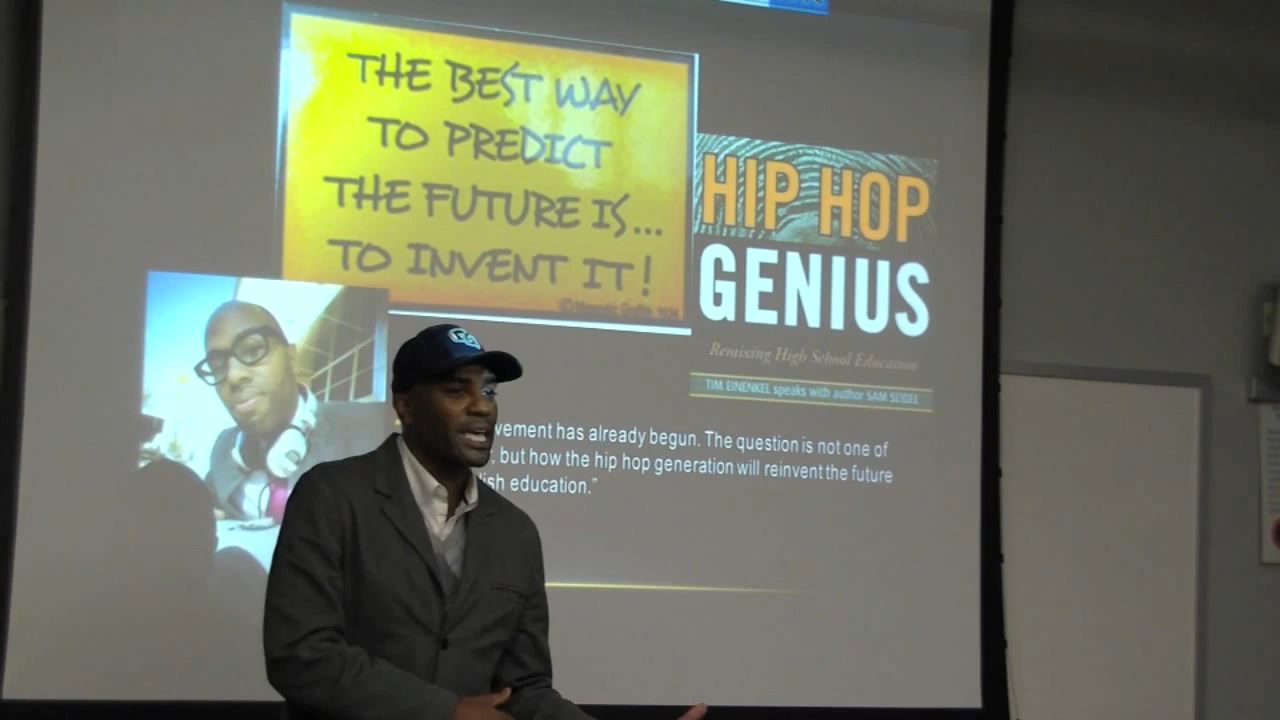 THE BEST WAY
TO PREDICT
THE FUTURE IS...
TO INVENT IT!
HIP HOP
GENIUS
Remixing High School Education
TIM EINENKEL speaks with author SAM SEIDEL
vement has already begun. The question is not one of
, but how the hip hop generation will reinvent the future
ish education."